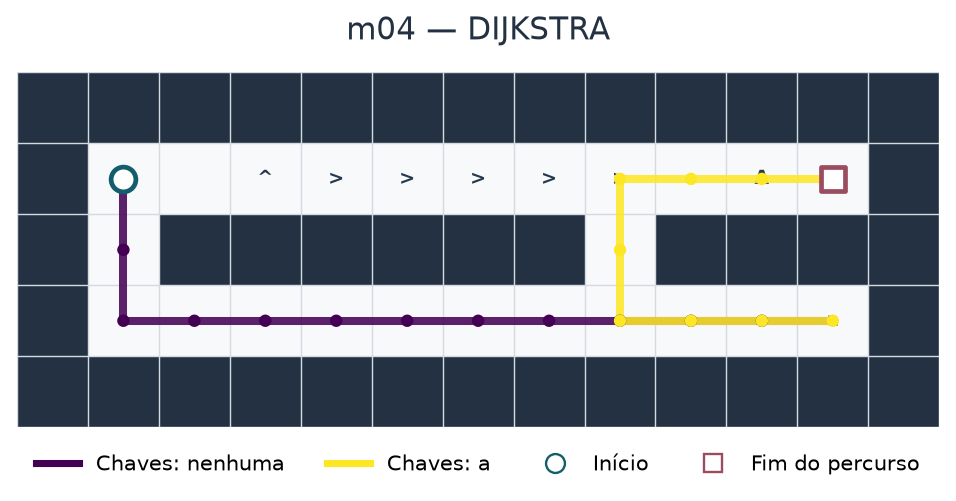 m04 — DIJKSTRA
^ > > > > A
Chaves: nenhuma Chaves: a Início Fim do percurso